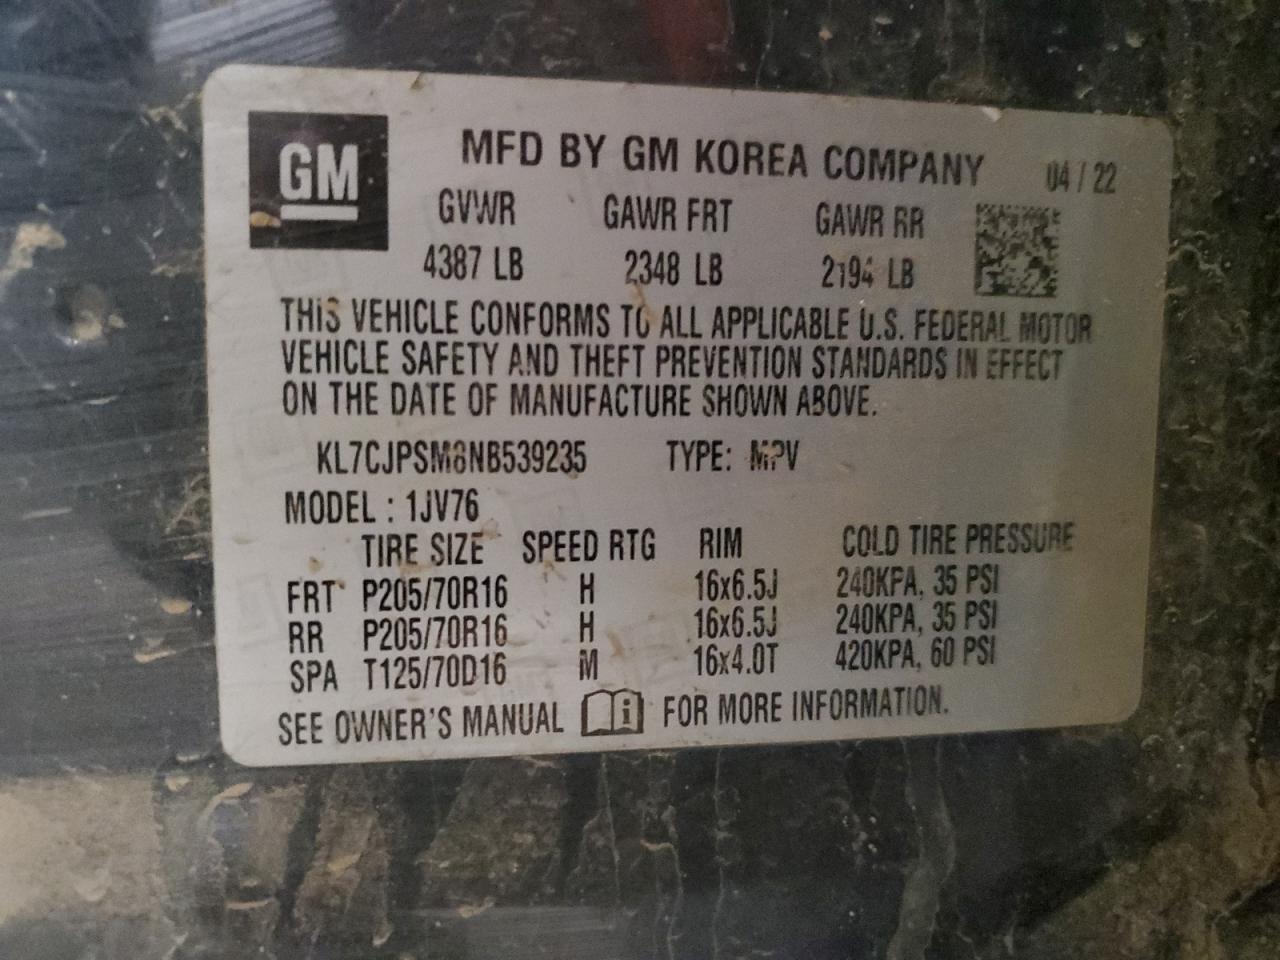 GM
MFD BY GM KOREA COMPANY 04 / 22
GVWR GAWR FRT GAWR RR
4387 LB 2348 LB 2194 LB
THIS VEHICLE CONFORMS TO ALL APPLICABLE U.S. FEDERAL MOTOR
VEHICLE SAFETY AND THEFT PREVENTION STANDARDS IN EFFECT
ON THE DATE OF MANUFACTURE SHOWN ABOVE.
KL7CJPSM8NB539235 TYPE: MPV
MODEL : 1JV76
TIRE SIZE SPEED RTG RIM COLD TIRE PRESSURE
FRT P205/70R16 H 16x6.5J 240KPA, 35 PSI
RR P205/70R16 H 16x6.5J 240KPA, 35 PSI
SPA T125/70D16 M 16x4.0T 420KPA, 60 PSI
SEE OWNER'S MANUAL i FOR MORE INFORMATION.